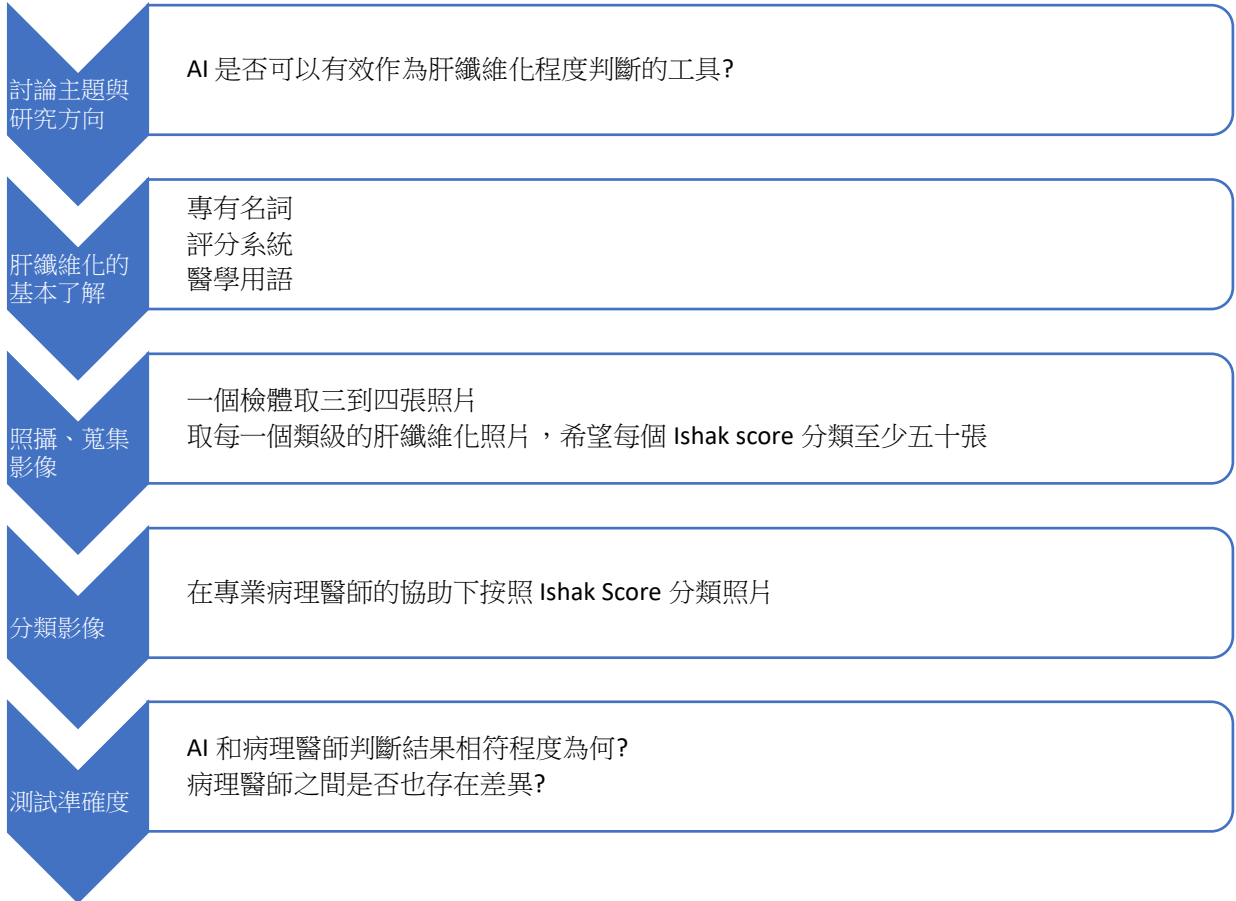 討論主題與
研究方向
AI 是否可以有效作為肝纖維化程度判斷的工具?
肝纖維化的
基本了解
專有名詞
評分系統
醫學用語
照攝、蒐集
影像
一個檢體取三到四張照片
取每一個類級的肝纖維化照片，希望每個 Ishak score 分類至少五十張
分類影像
在專業病理醫師的協助下按照 Ishak Score 分類照片
測試準確度
AI 和病理醫師判斷結果相符程度為何?
病理醫師之間是否也存在差異?